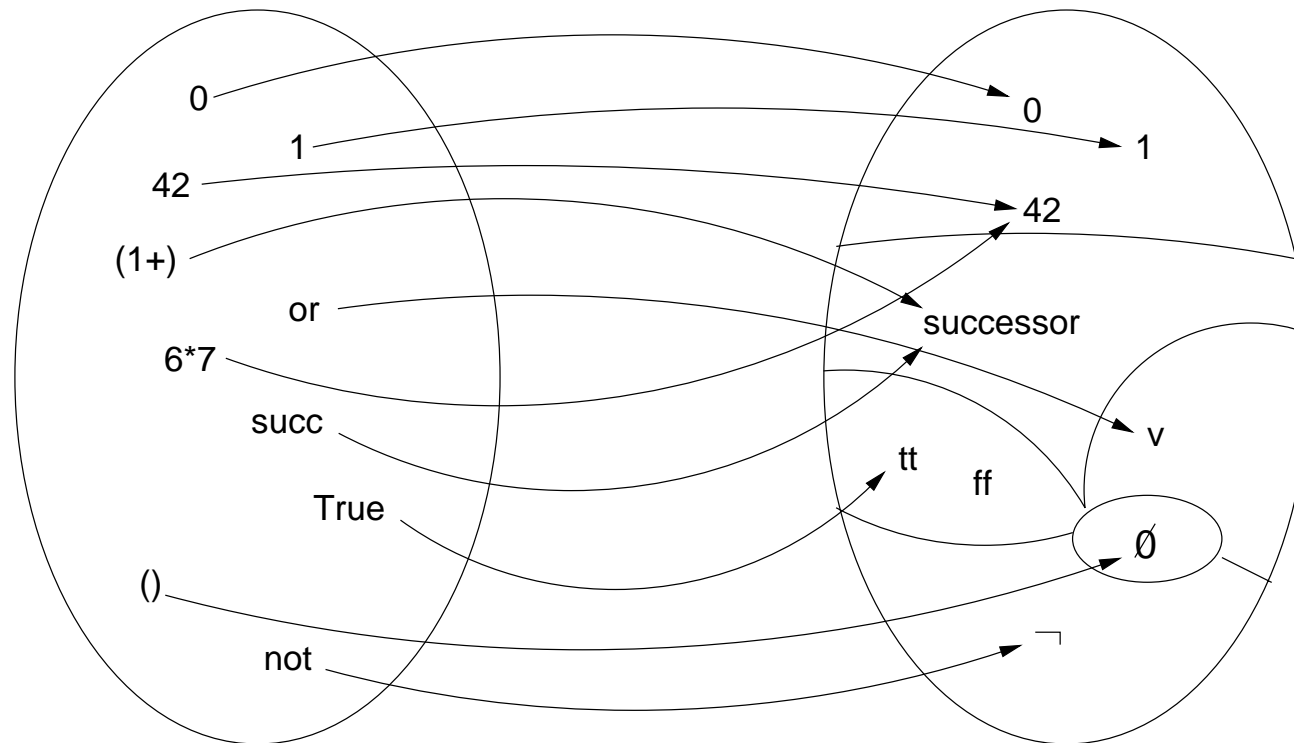 0
1
42
(1+)
or
6*7
succ
True
()
not
0
1
42
successor
v
tt
ff
∅
¬